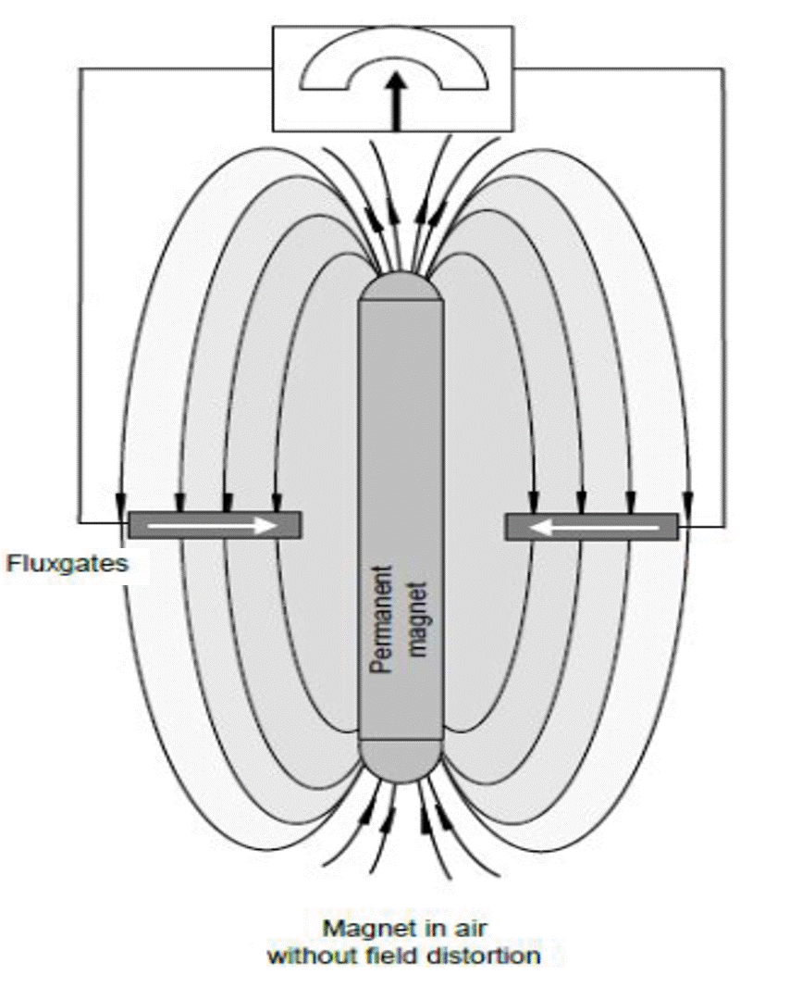 Fluxgates
Permanent
magnet
Magnet in air
without field distortion